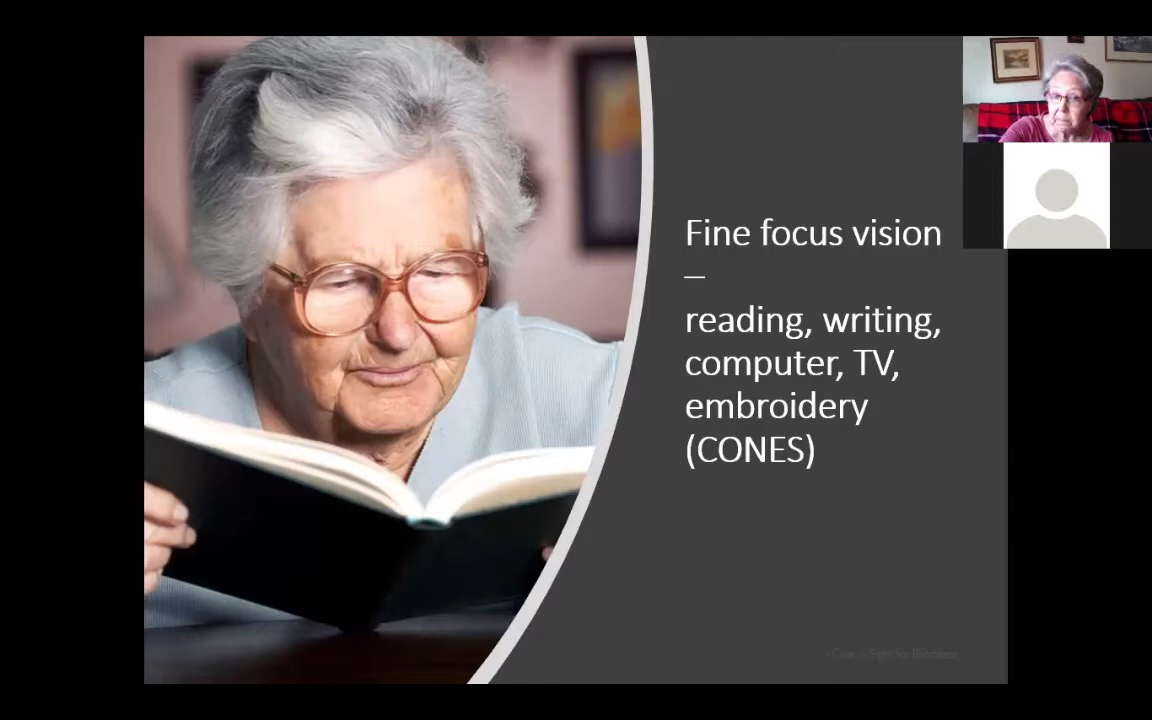 Fine focus vision
–
reading, writing,
computer, TV,
embroidery
(CONES)